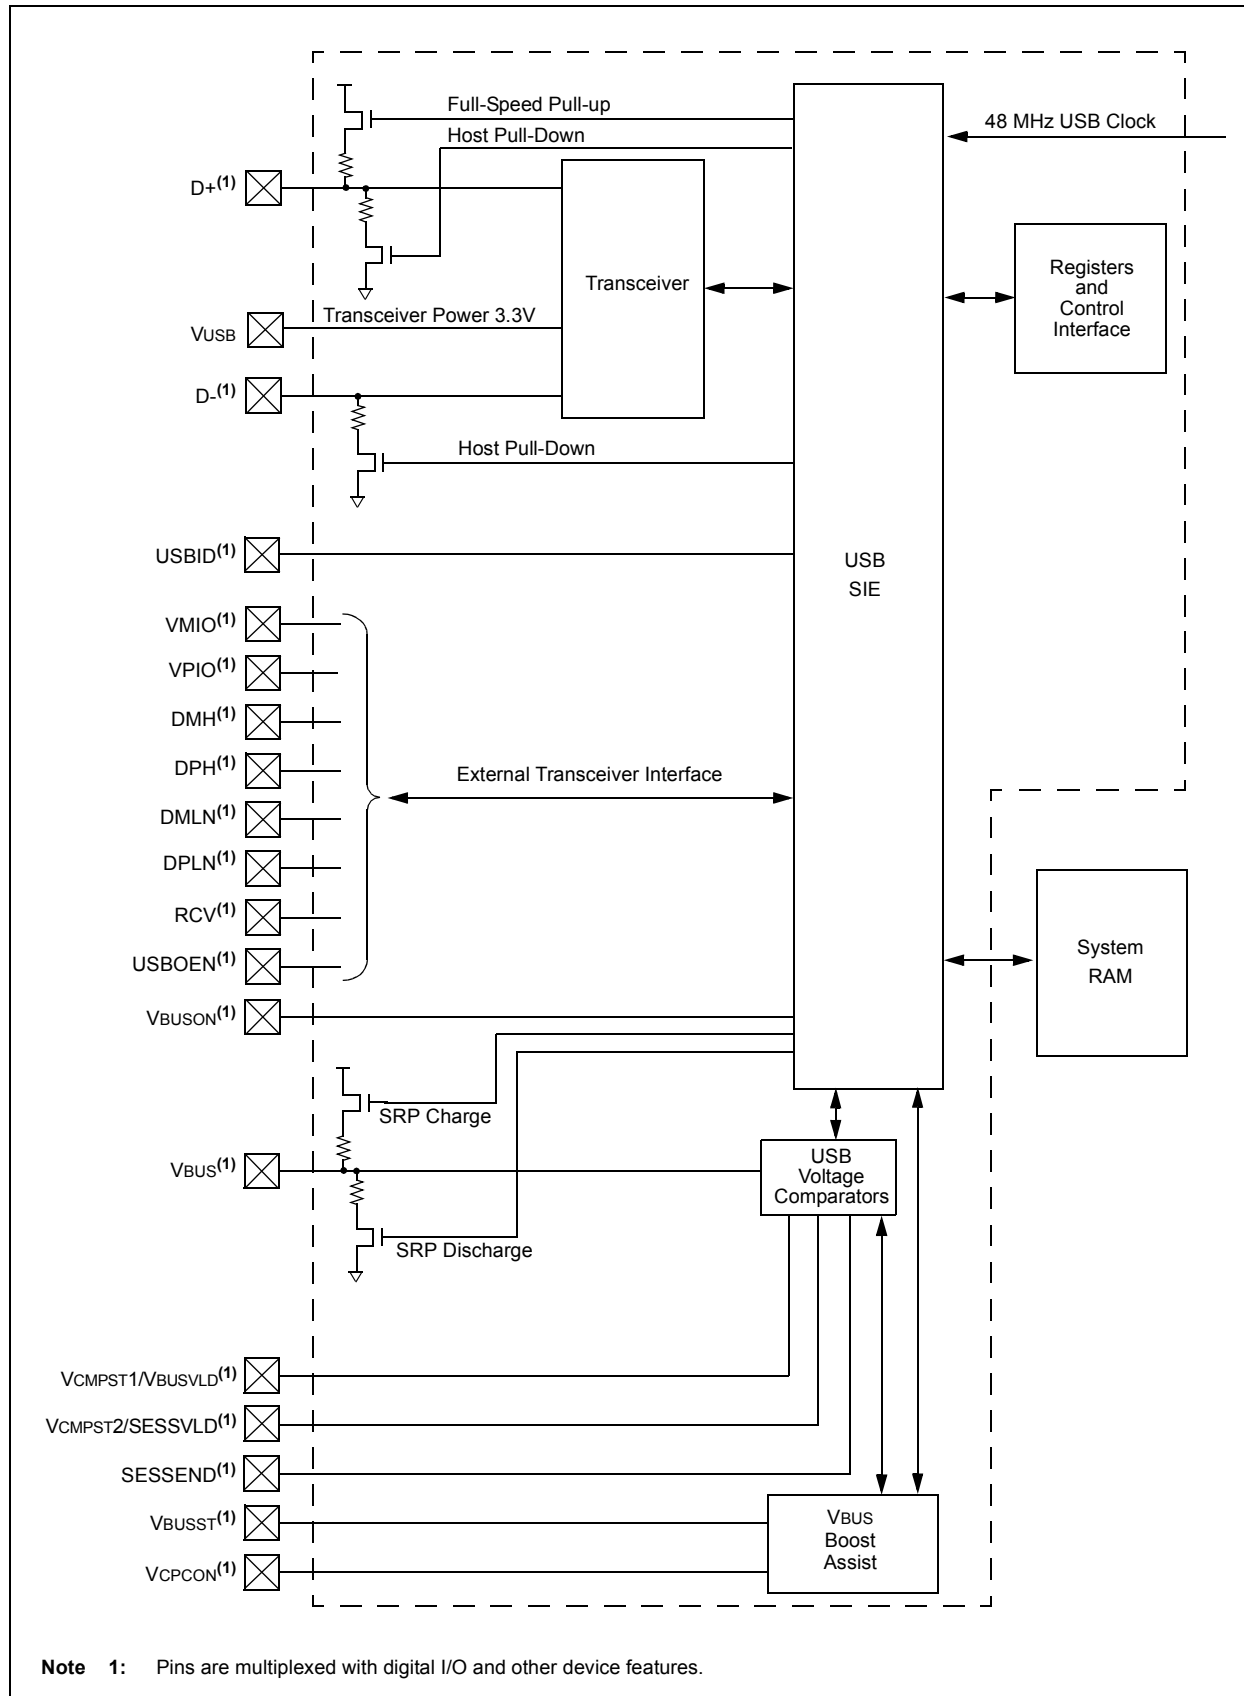 Full-Speed Pull-up
Host Pull-Down
48 MHz USB Clock
D+(1)
Transceiver
Registers
and
Control
Interface
Transceiver Power 3.3V
VUSB
D-(1)
Host Pull-Down
USBID(1)
USB
SIE
VMIO(1)
VPIO(1)
DMH(1)
DPH(1)
External Transceiver Interface
DMLN(1)
DPLN(1)
RCV(1)
USBOEN(1)
System
RAM
VBUSON(1)
SRP Charge
VBUS(1)
USB
Voltage
Comparators
SRP Discharge
VCMPST1/VBUSVLD(1)
VCMPST2/SESSVLD(1)
SESSEND(1)
VBUSST(1)
VBUS
Boost
Assist
VCPCON(1)
Note 1: Pins are multiplexed with digital I/O and other device features.